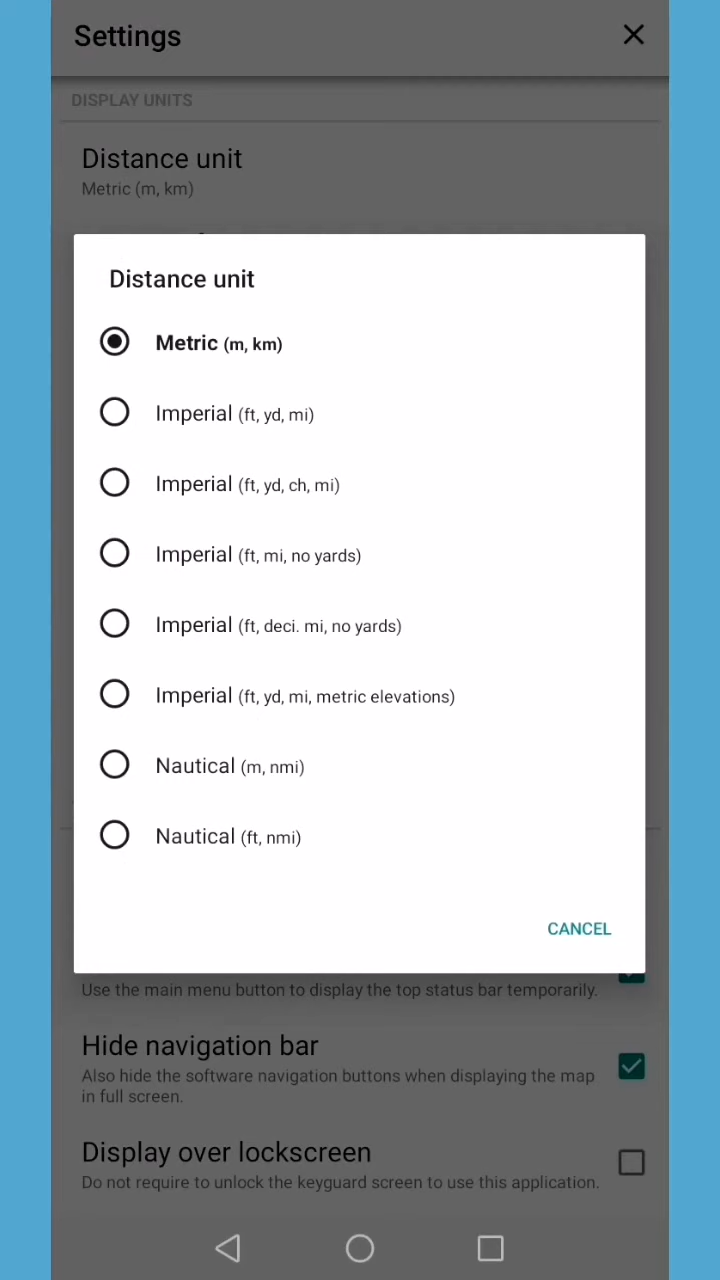 Settings
DISPLAY UNITS
Distance unit
Metric (m, km)
Distance unit
Metric (m, km)
Imperial (ft, yd, mi)
Imperial (ft, yd, ch, mi)
Imperial (ft, mi, no yards)
Imperial (ft, deci. mi, no yards)
Imperial (ft, yd, mi, metric elevations)
Nautical (m, nmi)
Nautical (ft, nmi)
CANCEL
Use the main menu button to display the top status bar temporarily.
Hide navigation bar
Also hide the software navigation buttons when displaying the map
in full screen.
Display over lockscreen
Do not require to unlock the keyguard screen to use this application.